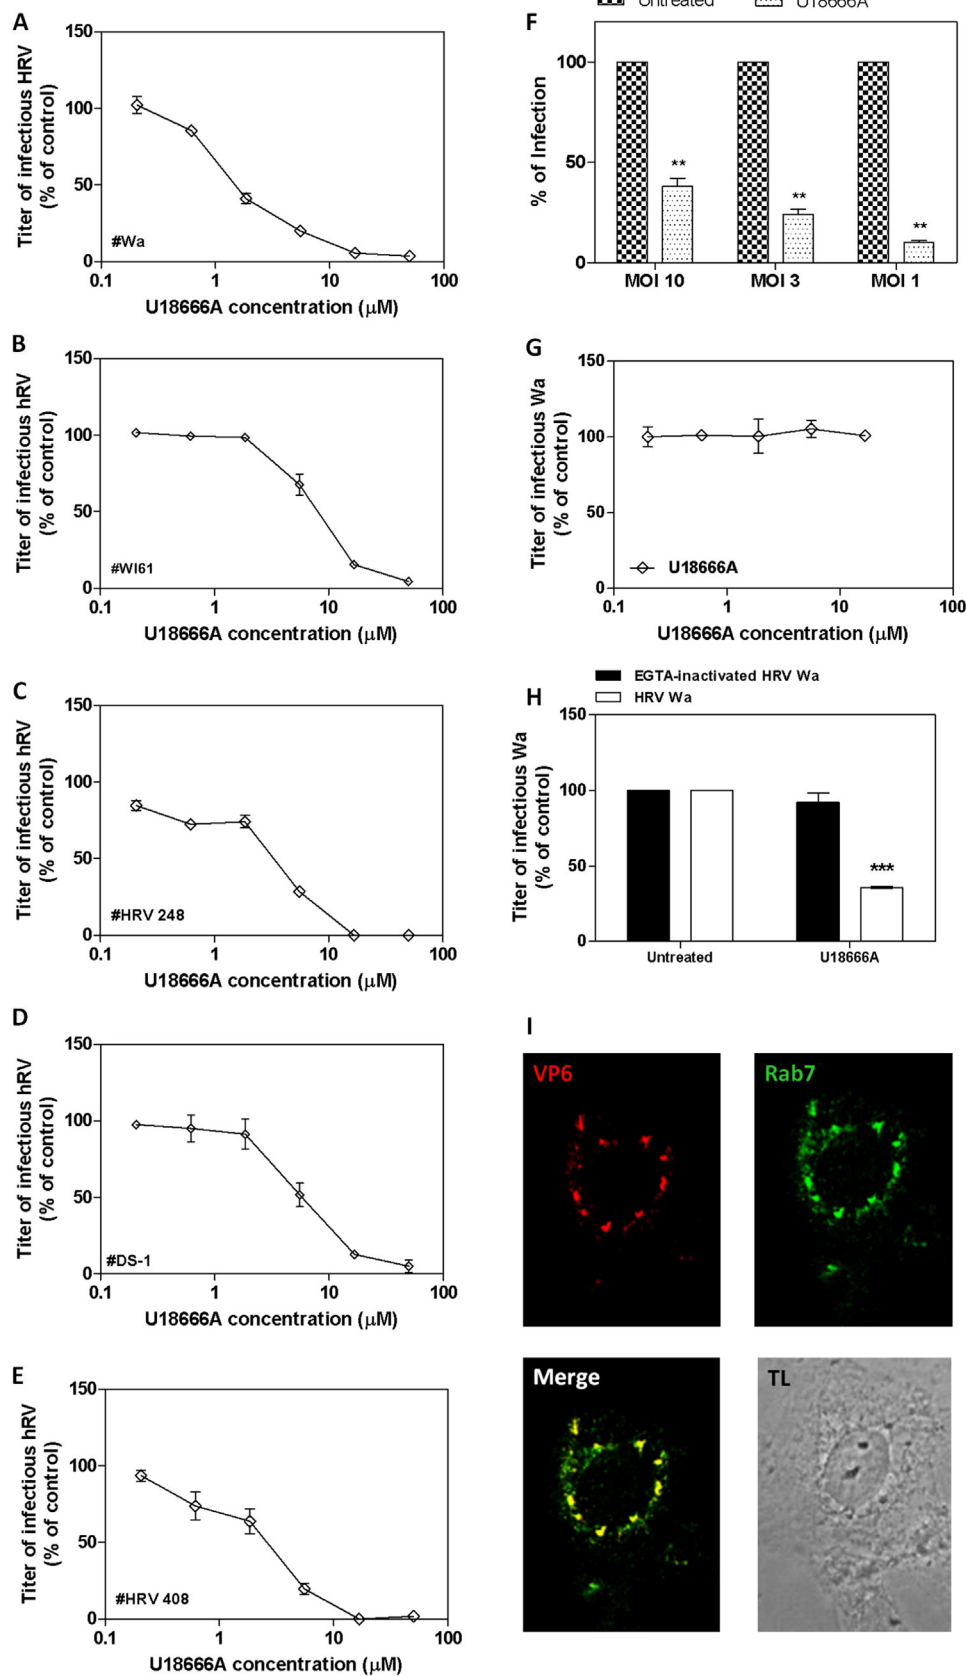 A
Titer of infectious HRV
(% of control)
150
100
50
0
#Wa
0.1 1 10 100
U18666A concentration (μM)
B
Titer of infectious hRV
(% of control)
150
100
50
0
#WI61
0.1 1 10 100
U18666A concentration (μM)
C
Titer of infectious hRV
(% of control)
150
100
50
0
#HRV 248
0.1 1 10 100
U18666A concentration (μM)
D
Titer of infectious hRV
(% of control)
150
100
50
0
#DS-1
0.1 1 10 100
U18666A concentration (μM)
E
Titer of infectious hRV
(% of control)
150
100
50
0
#HRV 408
0.1 1 10 100
U18666A concentration (μM)
Untreated U18666A
F
% of Infection
100
50
0
** ** **
MOI 10 MOI 3 MOI 1
G
Titer of infectious Wa
(% of control)
150
100
50
0
U18666A
0.1 1 10 100
U18666A concentration (μM)
H
EGTA-inactivated HRV Wa
HRV Wa
Titer of infectious Wa
(% of control)
150
100
50
0
***
Untreated U18666A
I
VP6 Rab7
Merge TL